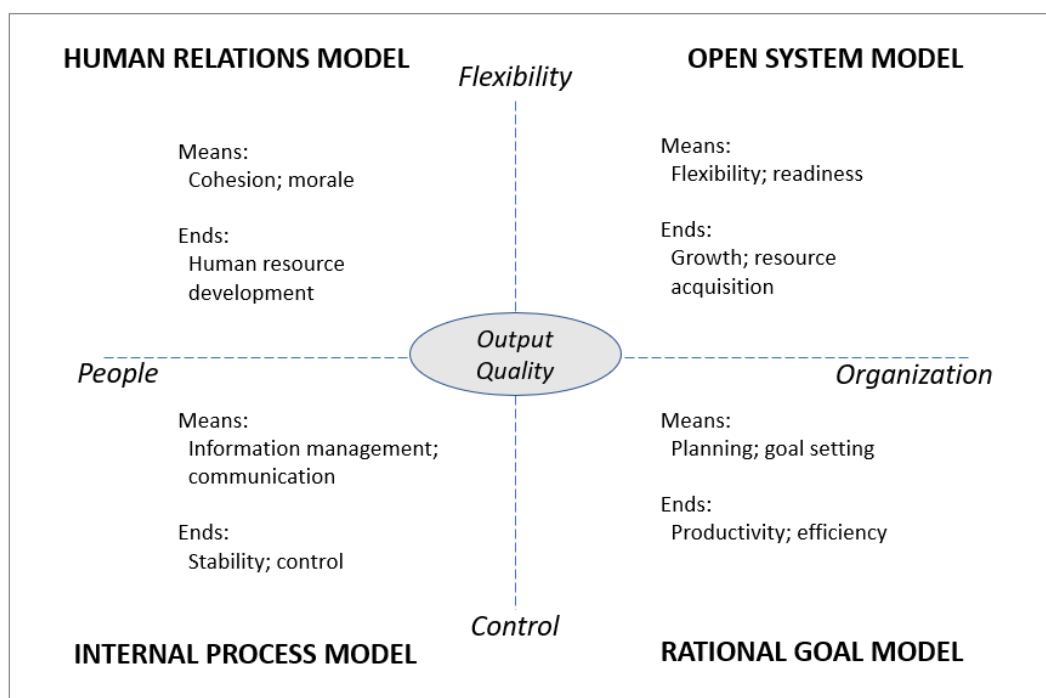 HUMAN RELATIONS MODEL
OPEN SYSTEM MODEL
Flexibility
Means:
Cohesion; morale
Ends:
Human resource
development
Means:
Flexibility; readiness
Ends:
Growth; resource
acquisition
Output
Quality
People
Organization
Means:
Information management;
communication
Ends:
Stability; control
Means:
Planning; goal setting
Ends:
Productivity; efficiency
Control
INTERNAL PROCESS MODEL
RATIONAL GOAL MODEL